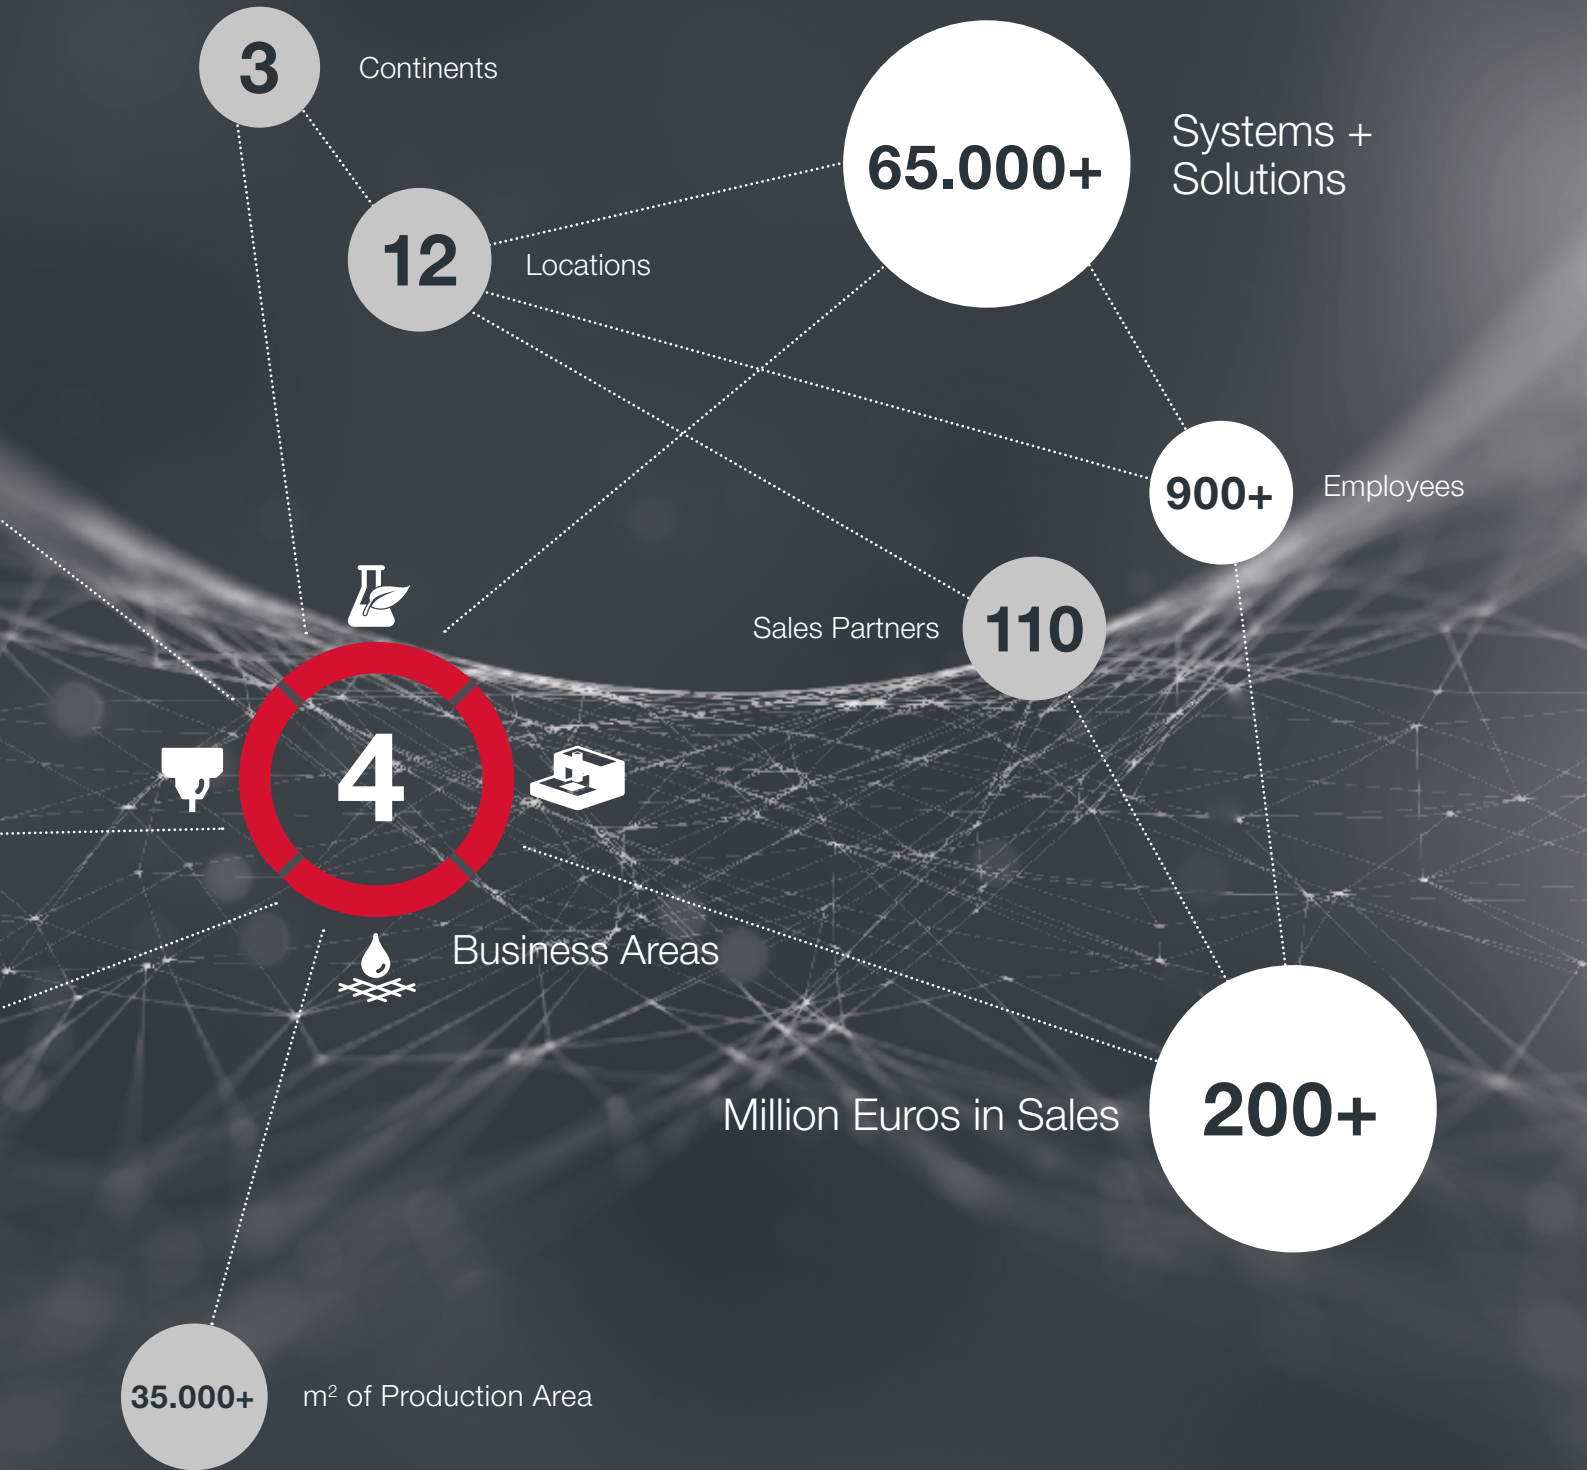 3
Continents
65.000+
Systems +
Solutions
12
Locations
900+
Employees
Sales Partners
110
4
Business Areas
Million Euros in Sales
200+
35.000+
m² of Production Area